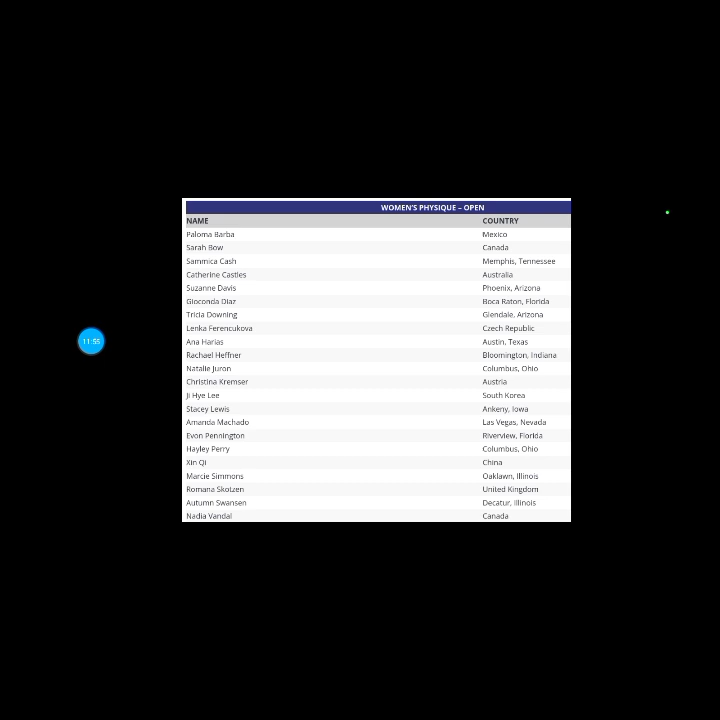 WOMEN'S PHYSIQUE – OPEN
NAME COUNTRY
Paloma Barba Mexico
Sarah Bow Canada
Sammica Cash Memphis, Tennessee
Catherine Castles Australia
Suzanne Davis Phoenix, Arizona
Gioconda Diaz Boca Raton, Florida
Tricia Downing Glendale, Arizona
Lenka Ferencukova Czech Republic
11:55
Ana Harias Austin, Texas
Rachael Heffner Bloomington, Indiana
Natalie Juron Columbus, Ohio
Christina Kremser Austria
Ji Hye Lee South Korea
Stacey Lewis Ankeny, Iowa
Amanda Machado Las Vegas, Nevada
Evon Pennington Riverview, Florida
Hayley Perry Columbus, Ohio
Xin Qi China
Marcie Simmons Oaklawn, Illinois
Romana Skotzen United Kingdom
Autumn Swansen Decatur, Illinois
Nadia Vandal Canada